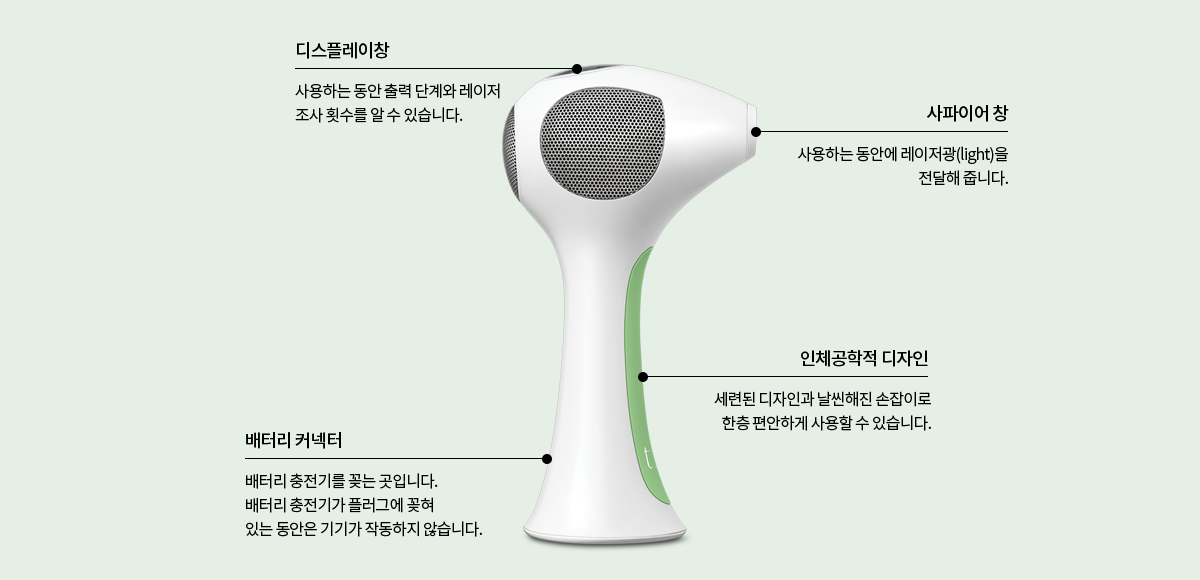 디스플레이창
사용하는 동안 출력 단계와 레이저
조사 횟수를 알 수 있습니다.
사파이어 창
사용하는 동안에 레이저광(light)을
전달해 줍니다.
인체공학적 디자인
세련된 디자인과 날씬해진 손잡이로
한층 편안하게 사용할 수 있습니다.
배터리 커넥터
배터리 충전기를 꽂는 곳입니다.
배터리 충전기가 플러그에 꽂혀
있는 동안은 기기가 작동하지 않습니다.
t